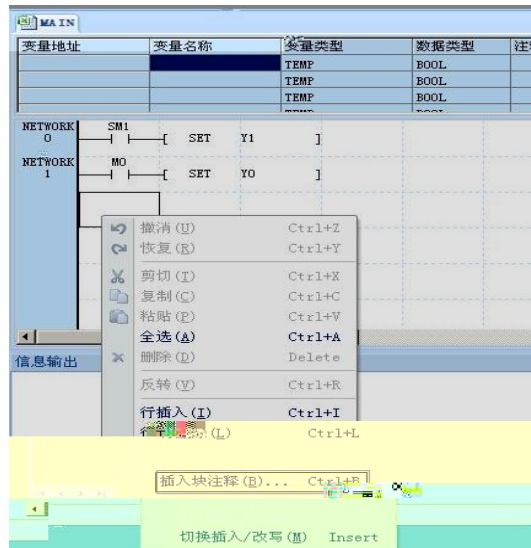 MAIN
变量地址 变量名称 变量类型 数据类型
TEMP BOOL
TEMP BOOL
TEMP BOOL
NETWORK 0 SM1 SET Y1
NETWORK 1 M0 SET Y0
撤消(U) Ctrl+Z
恢复(R) Ctrl+Y
剪切(T) Ctrl+X
复制(C) Ctrl+C
粘贴(P) Ctrl+V
全选(A) Ctrl+A
删除(D) Delete
反转(V) Ctrl+R
行插入(I) Ctrl+I
(L) Ctrl+L
插入块注释(B)... Ctrl+B
切换插入/改写(M) Insert
信息输出